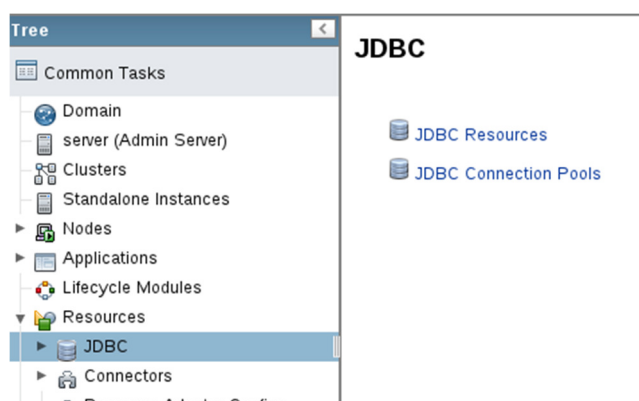 Tree
Common Tasks
Domain
server (Admin Server)
Clusters
Standalone Instances
Nodes
Applications
Lifecycle Modules
Resources
JDBC
Connectors
JDBC
JDBC Resources
JDBC Connection Pools